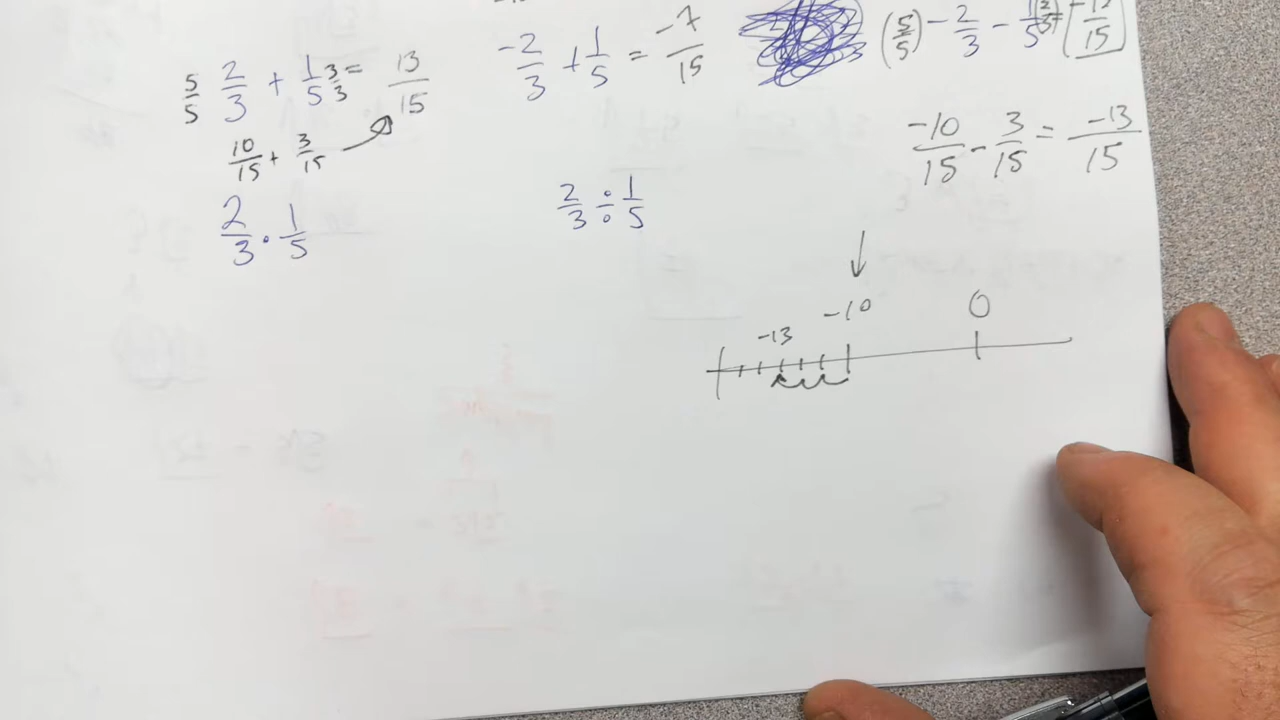 5/5 2/3 + 1/5 3/3 = 13/15
10/15 + 3/15
-2/3 + 1/5 = -7/15
(5/5) -2/3 - 1/5
-10/15 - 3/15 = -13/15
2/3 · 1/5
2/3 ÷ 1/5
-13 -10 0